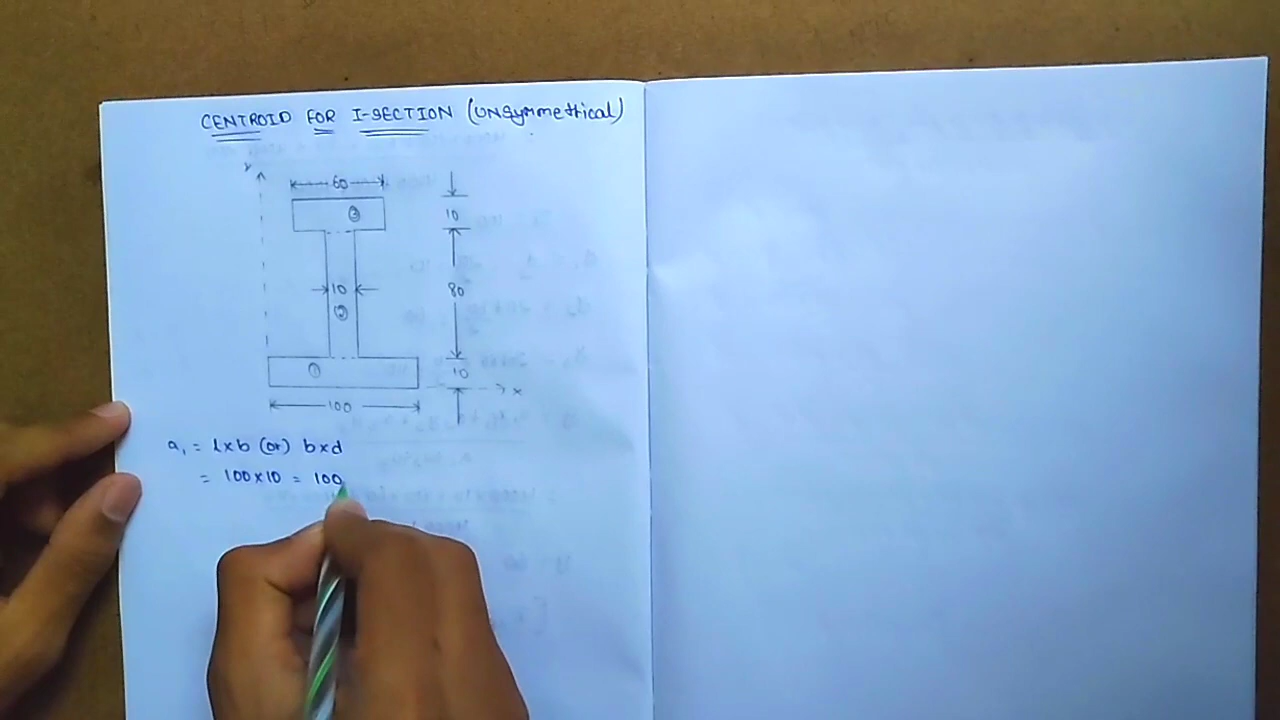 CENTROID FOR I-SECTION (UNSymmetrical)
Y
60
③
10
10
80
②
①
10
x
100
a₁ = l×b (or) b×d
= 100×10 = 100